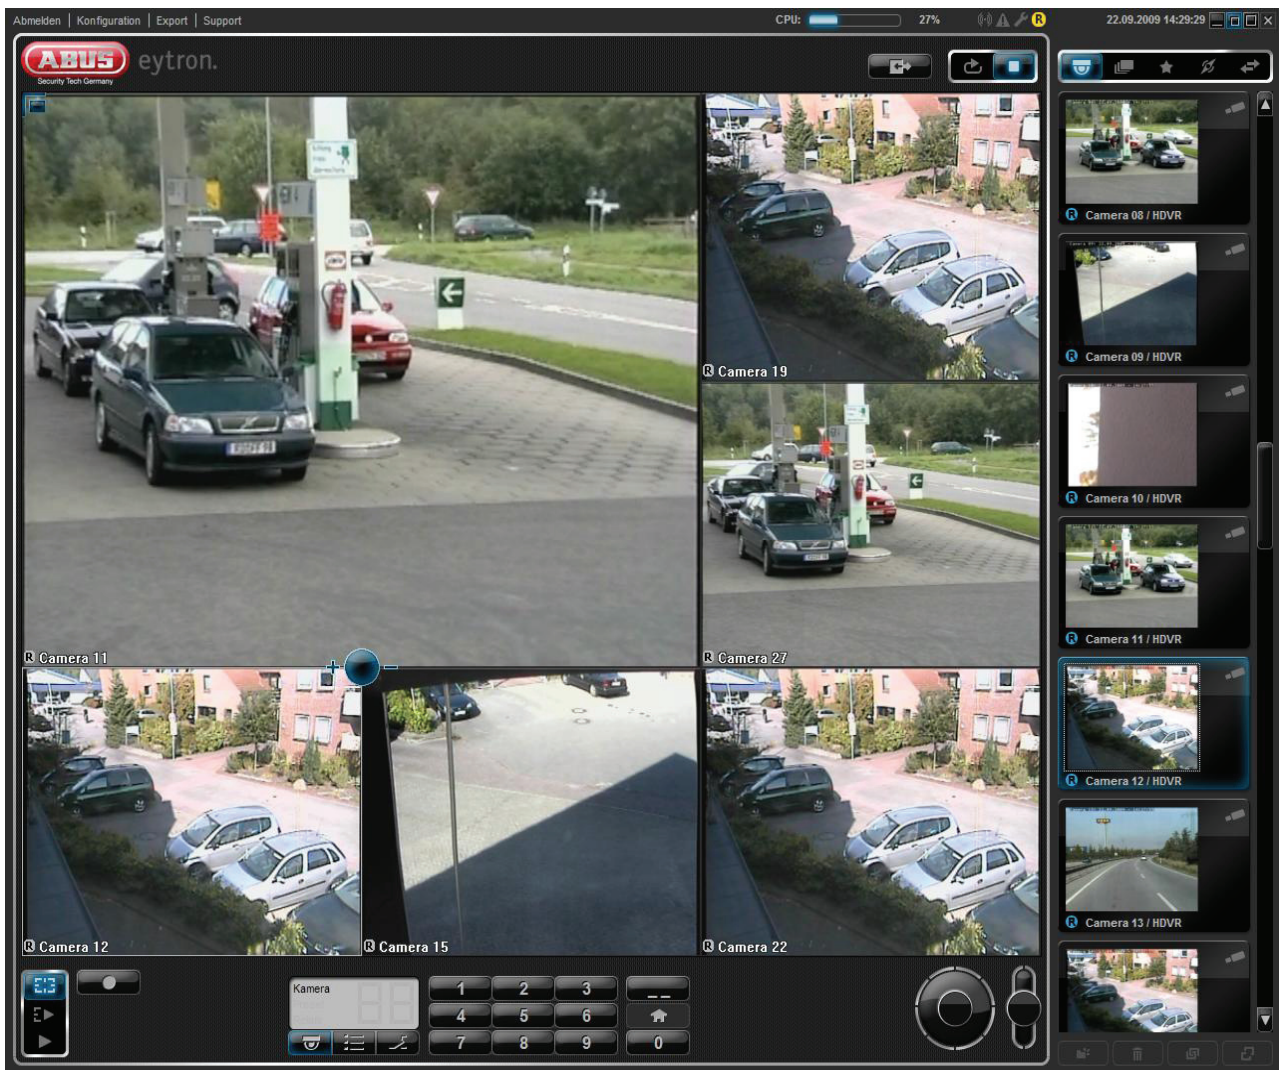 Abmelden | Konfiguration | Export | Support
CPU: 27% R 22.09.2009 14:29:29
ABUS eytron.
Security Tech Germany
R Camera 11
R Camera 19
R Camera 27
R Camera 12
R Camera 15
R Camera 22
R Camera 08 / HDVR
R Camera 09 / HDVR
R Camera 10 / HDVR
R Camera 11 / HDVR
R Camera 12 / HDVR
R Camera 13 / HDVR
Kamera
1 2 3 _ _
4 5 6
7 8 9 0